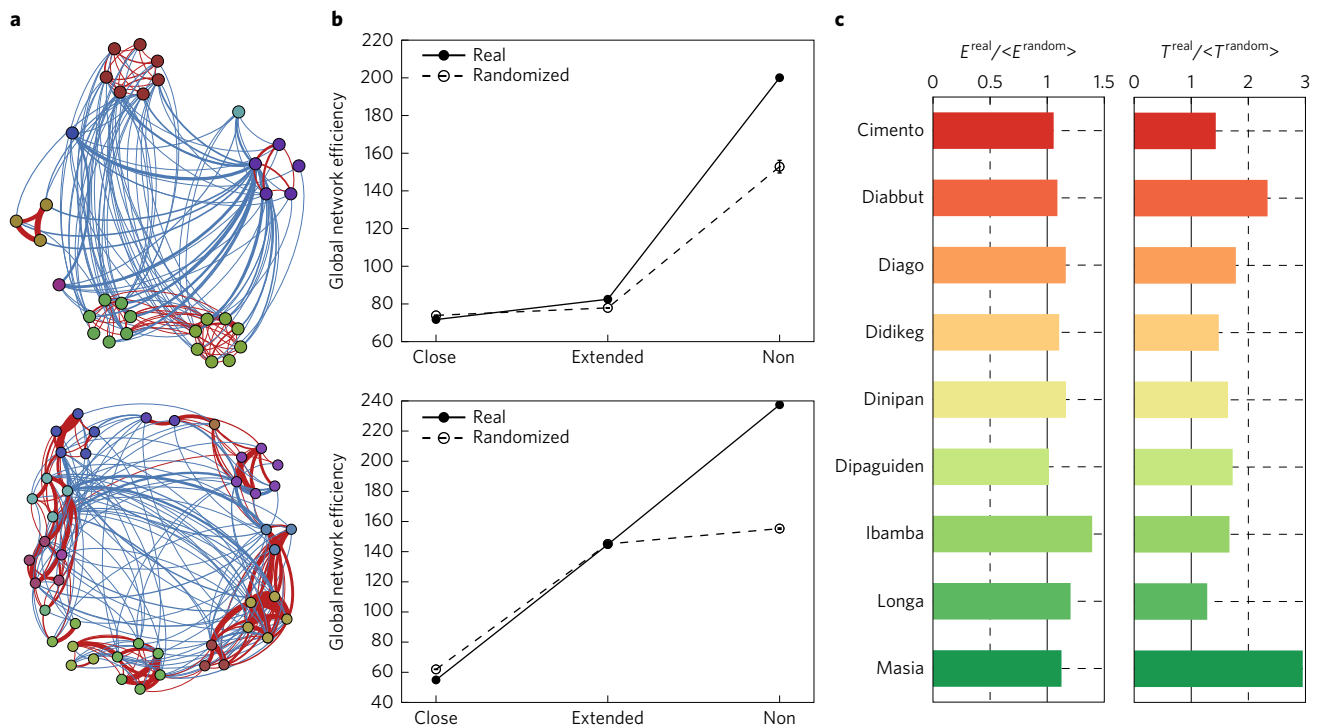 a
b
c
Global network efficiency
220
200
180
160
140
120
100
80
60
Real
Randomized
Close Extended Non
Global network efficiency
240
220
200
180
160
140
120
100
80
60
40
Real
Randomized
Close Extended Non
E^real/<E^random>
0 0.5 1 1.5
T^real/<T^random>
0 1 2 3
Cimento
Diabbut
Diago
Didikeg
Dinipan
Dipaguiden
Ibamba
Longa
Masia